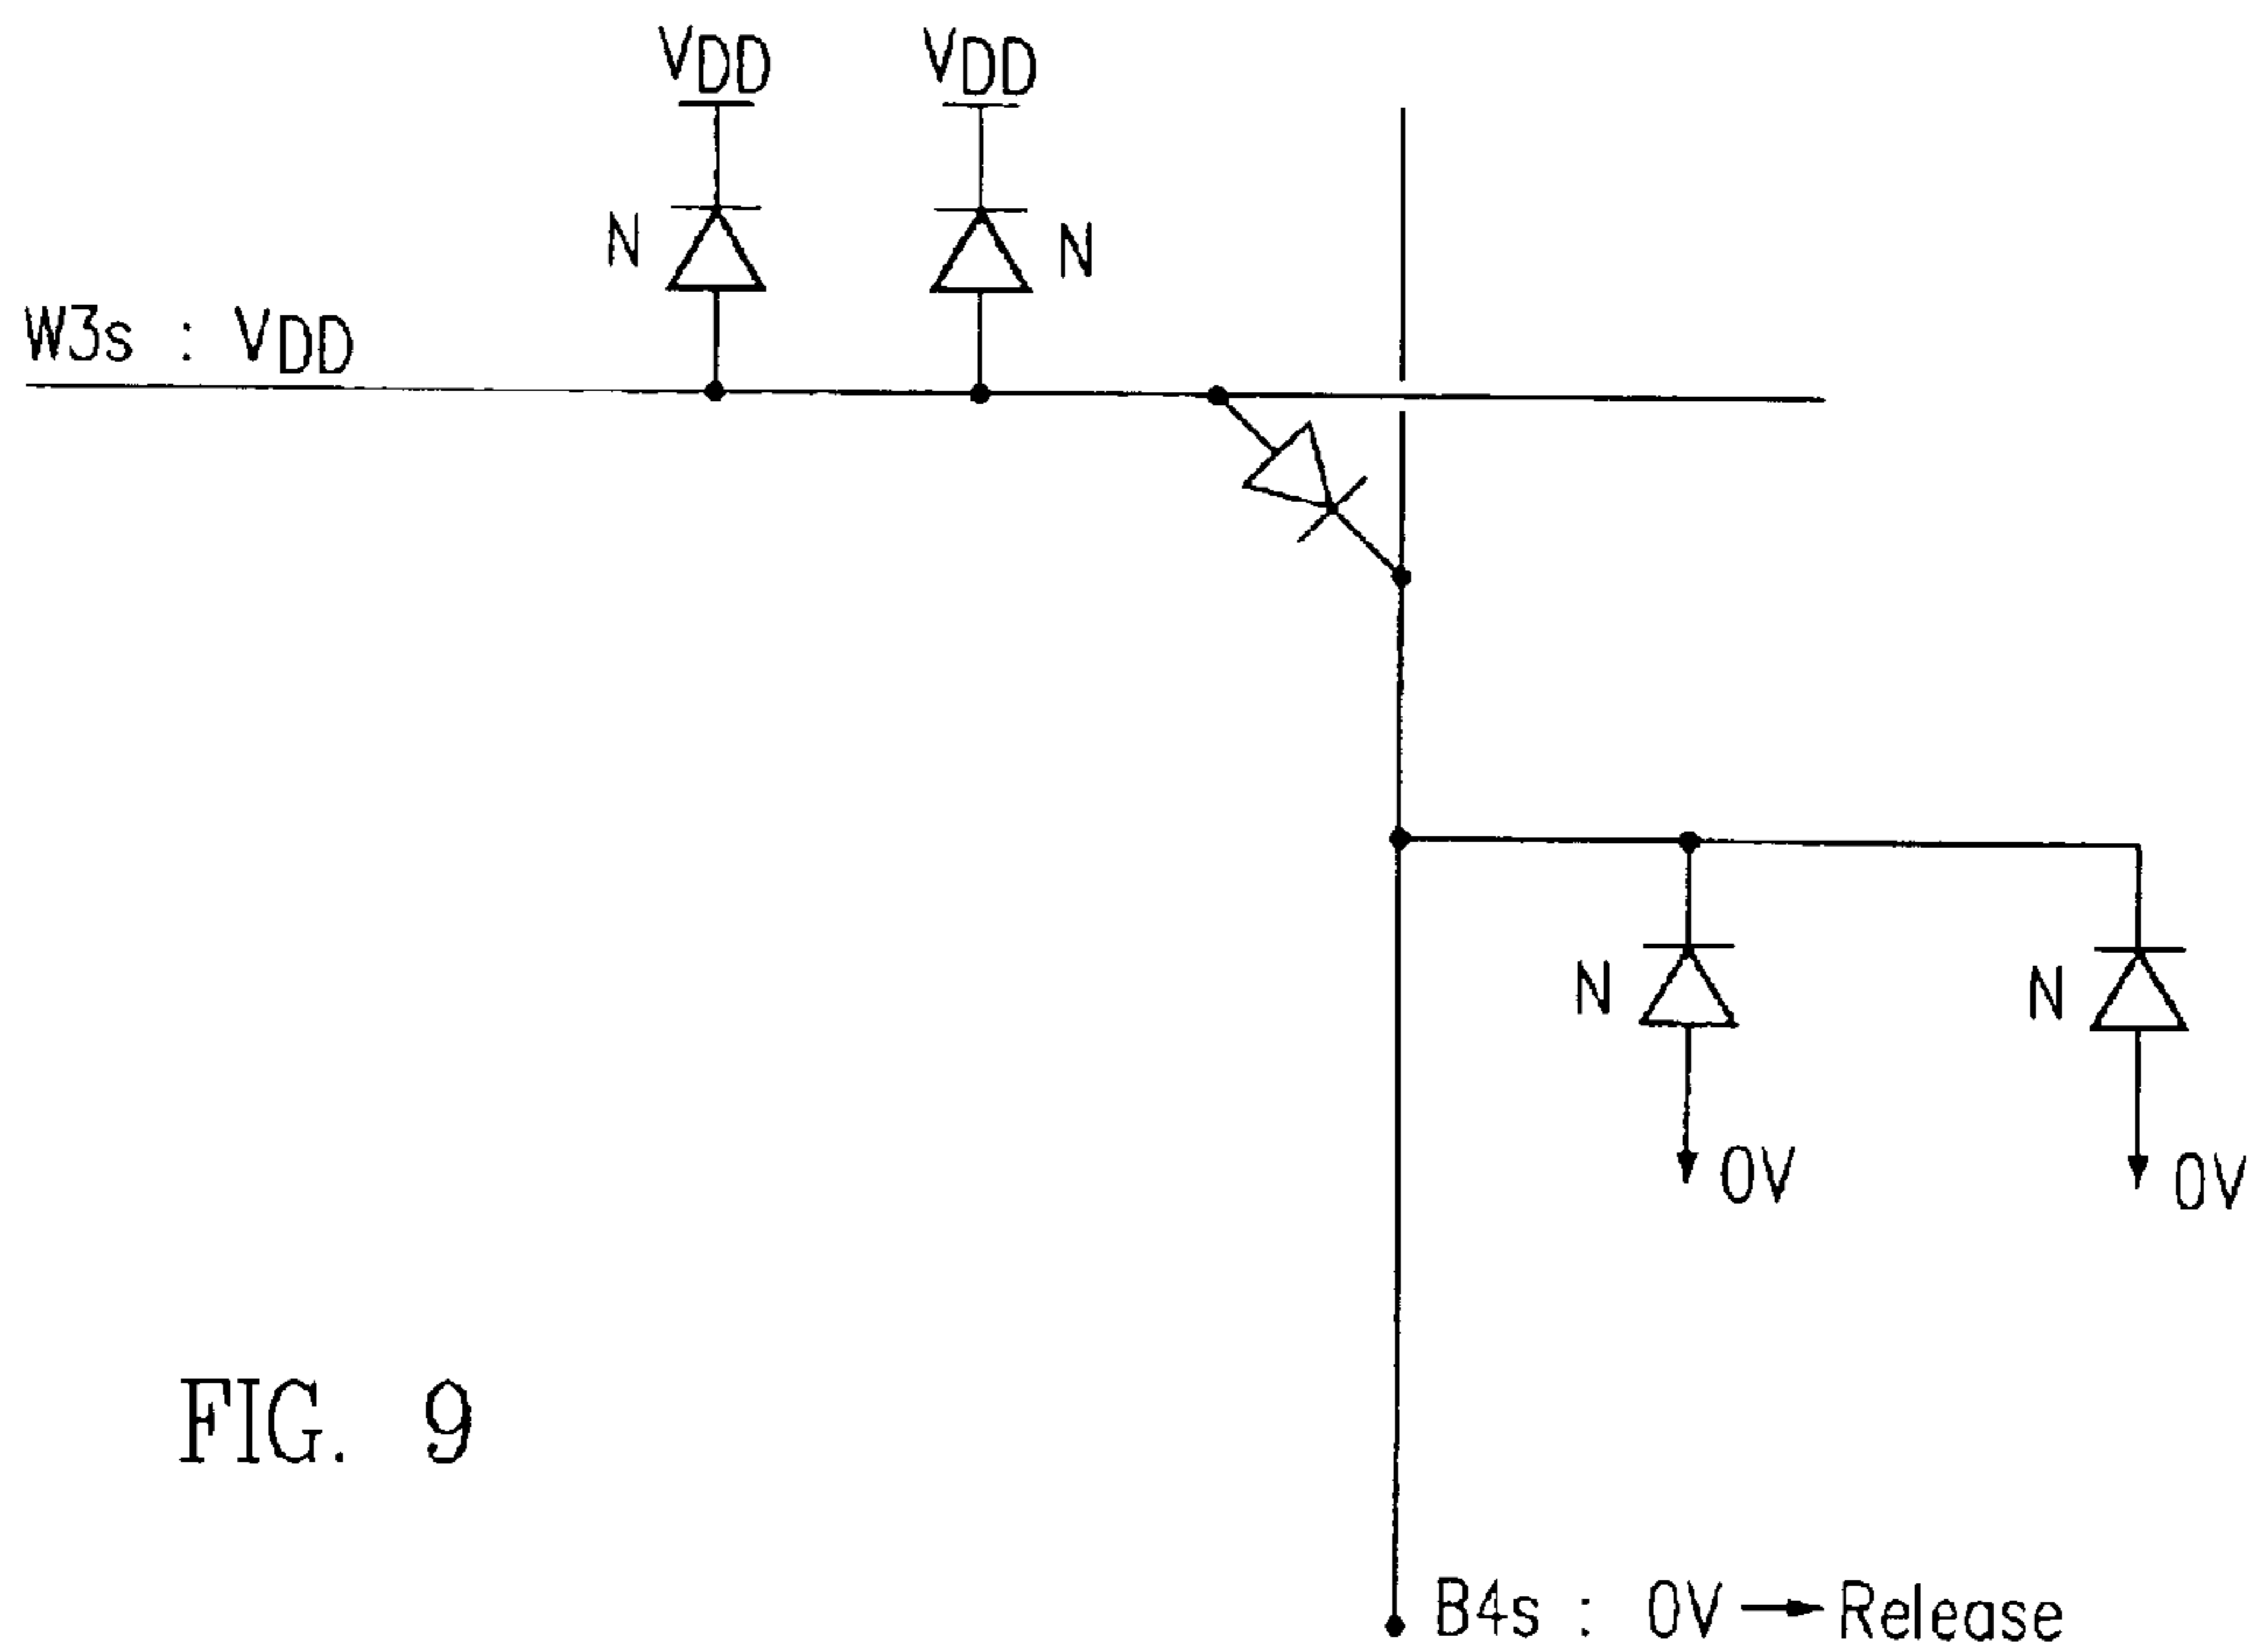 VDD
VDD
N
N
W3s : VDD
N
N
0V
0V
FIG. 9
B4s : 0V → Release